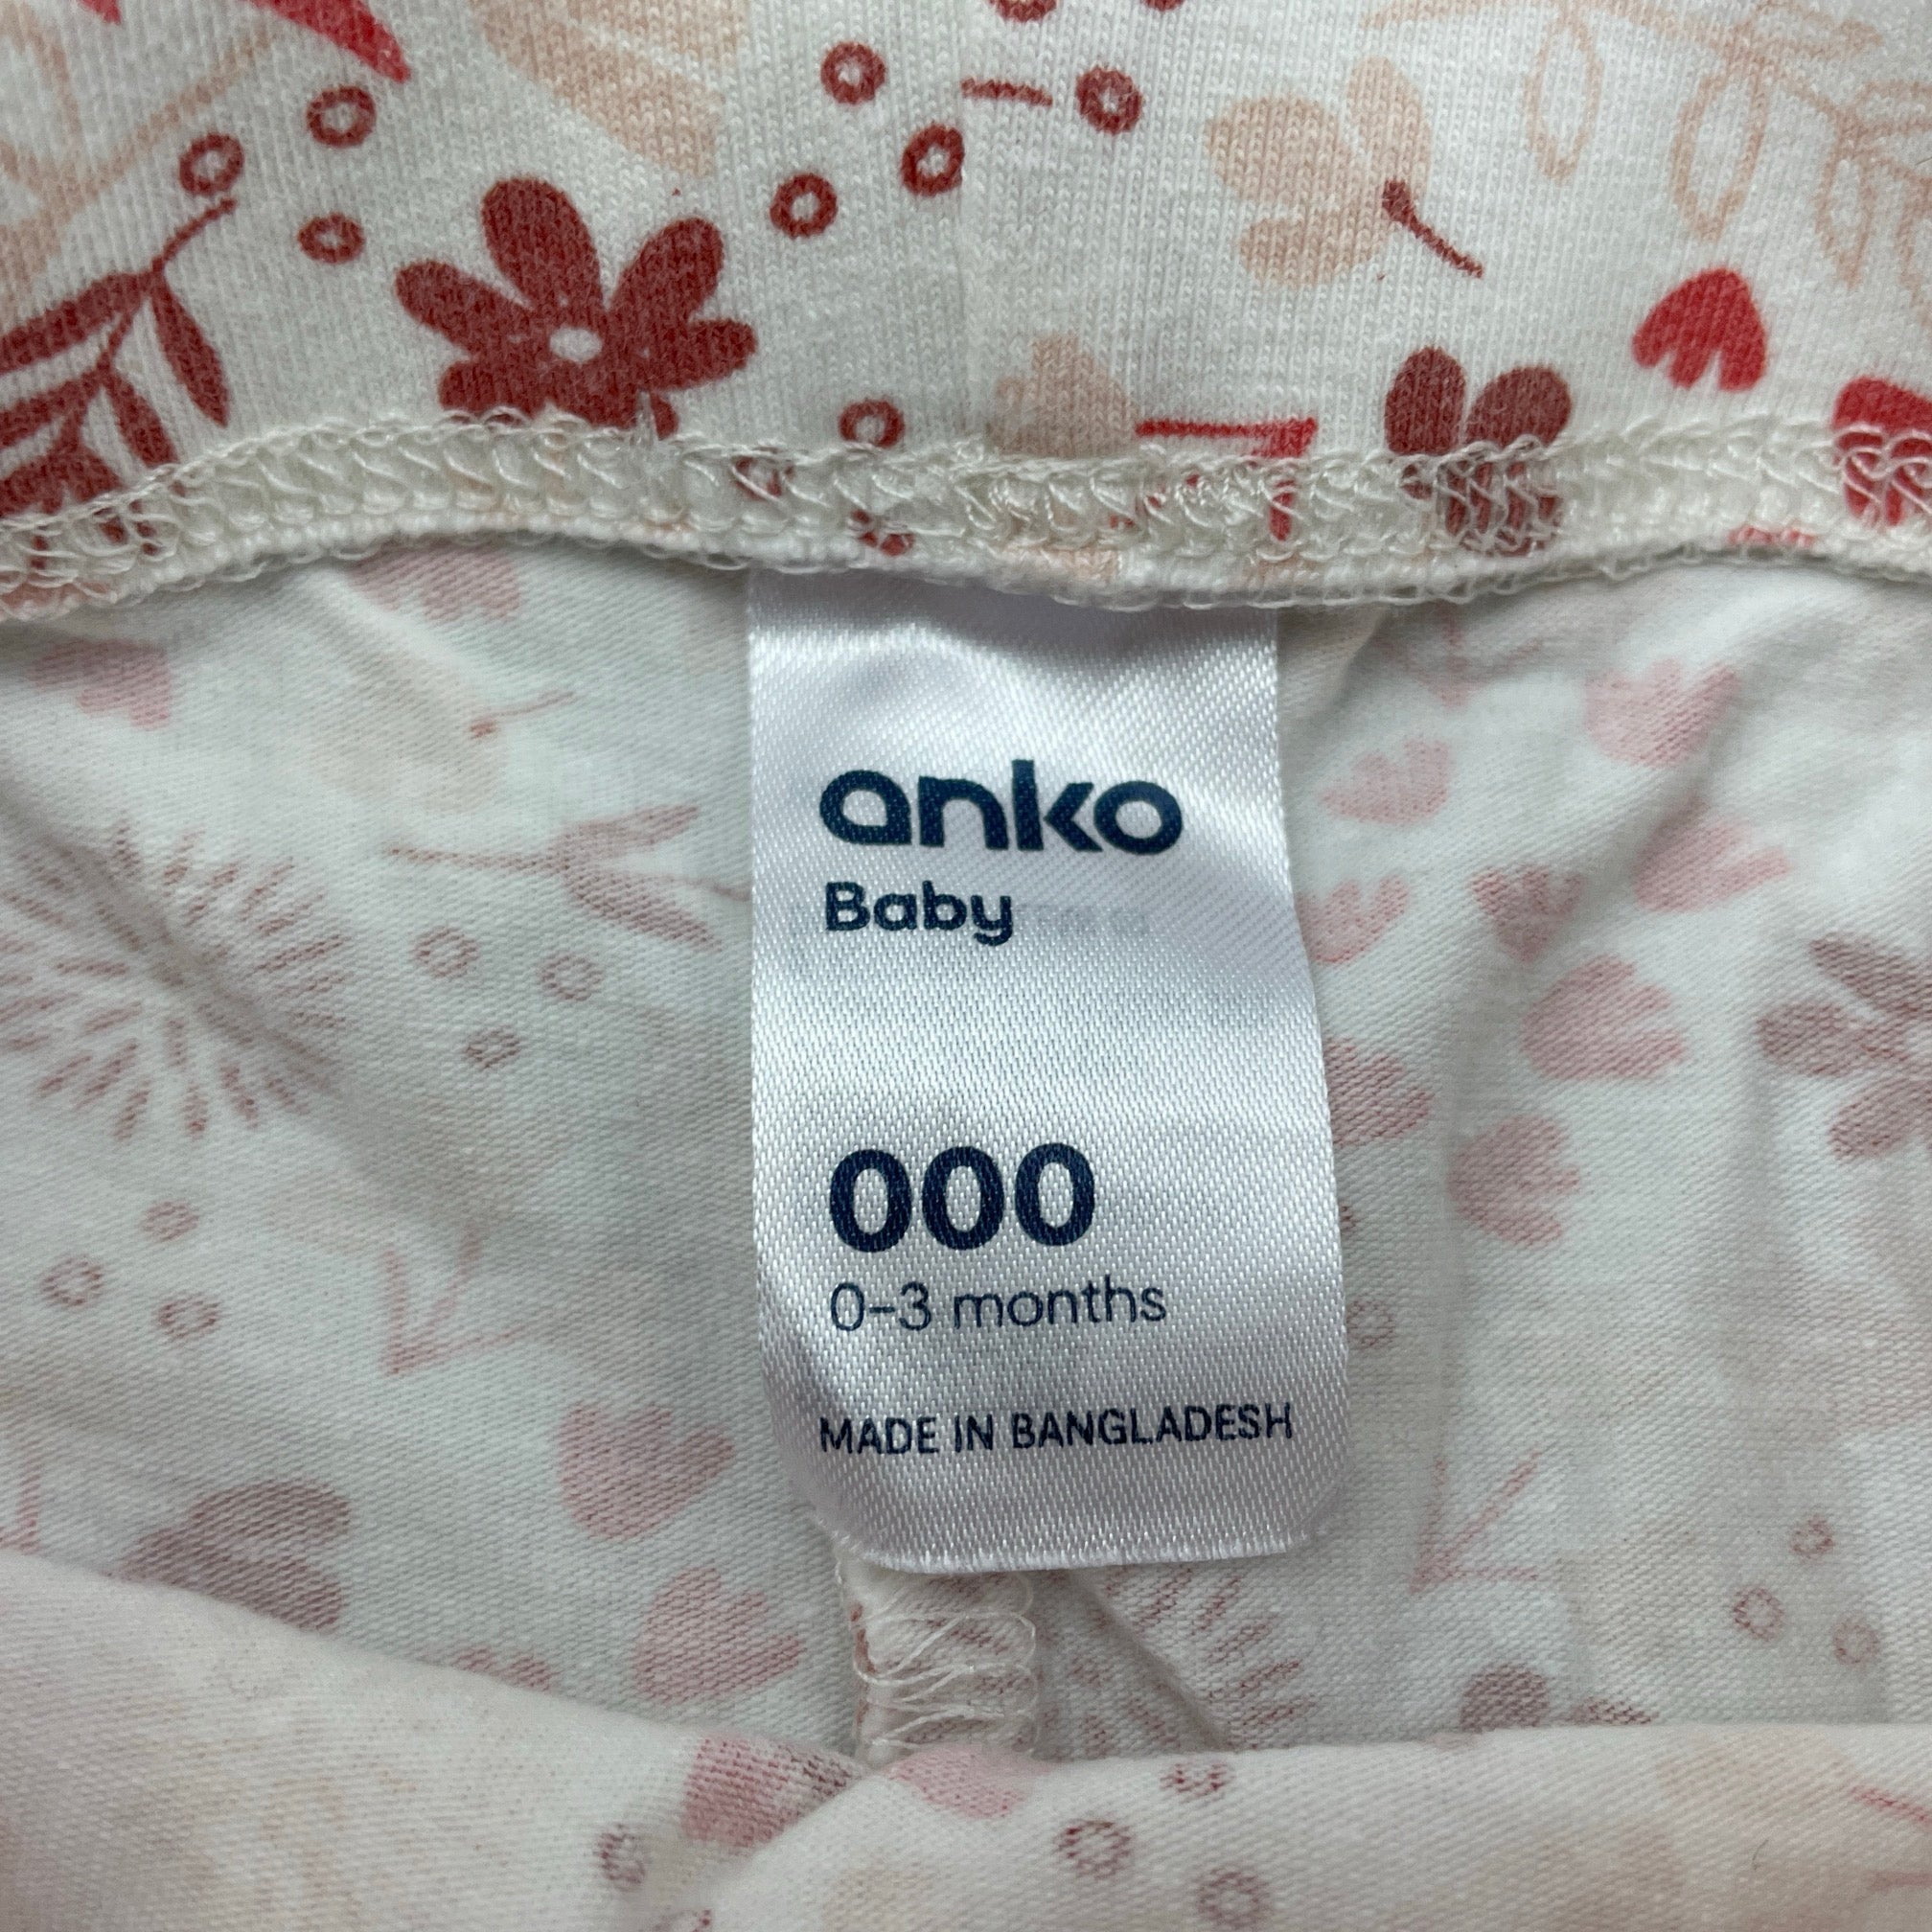 anko
Baby
000
0-3 months
MADE IN BANGLADESH